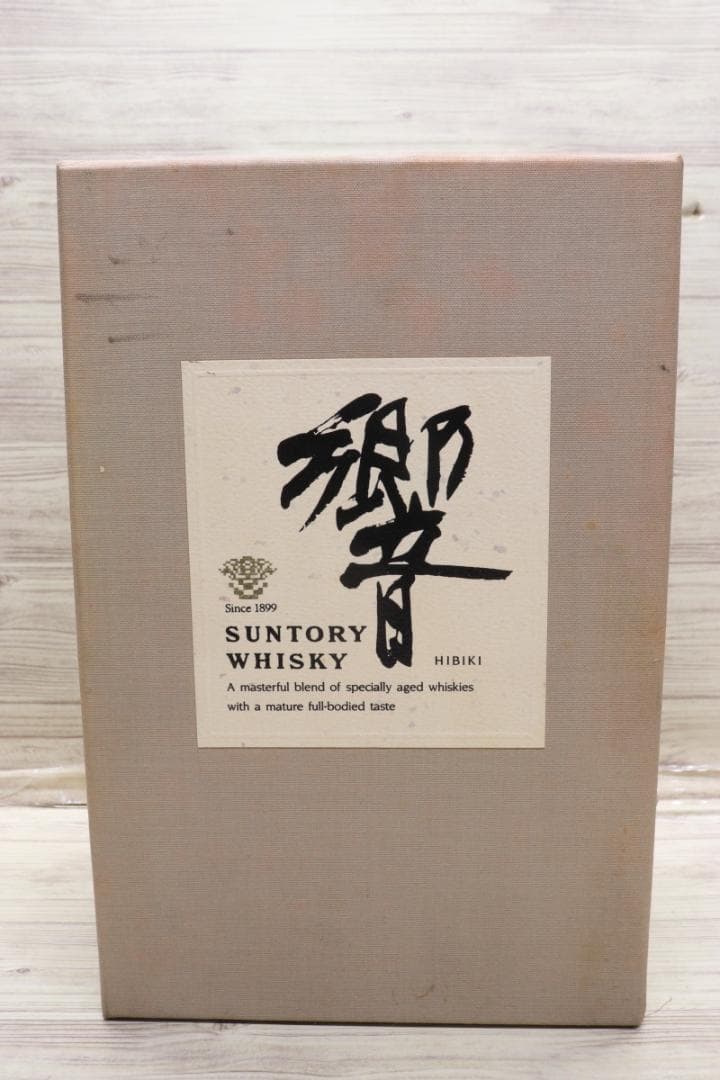 響
Since 1899
SUNTORY
WHISKY
HIBIKI
A masterful blend of specially aged whiskies
with a mature full-bodied taste